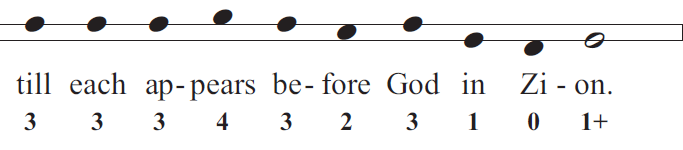 till each ap-pears be-fore God in Zi - on.
3 3 3 4 3 2 3 1 0 1+